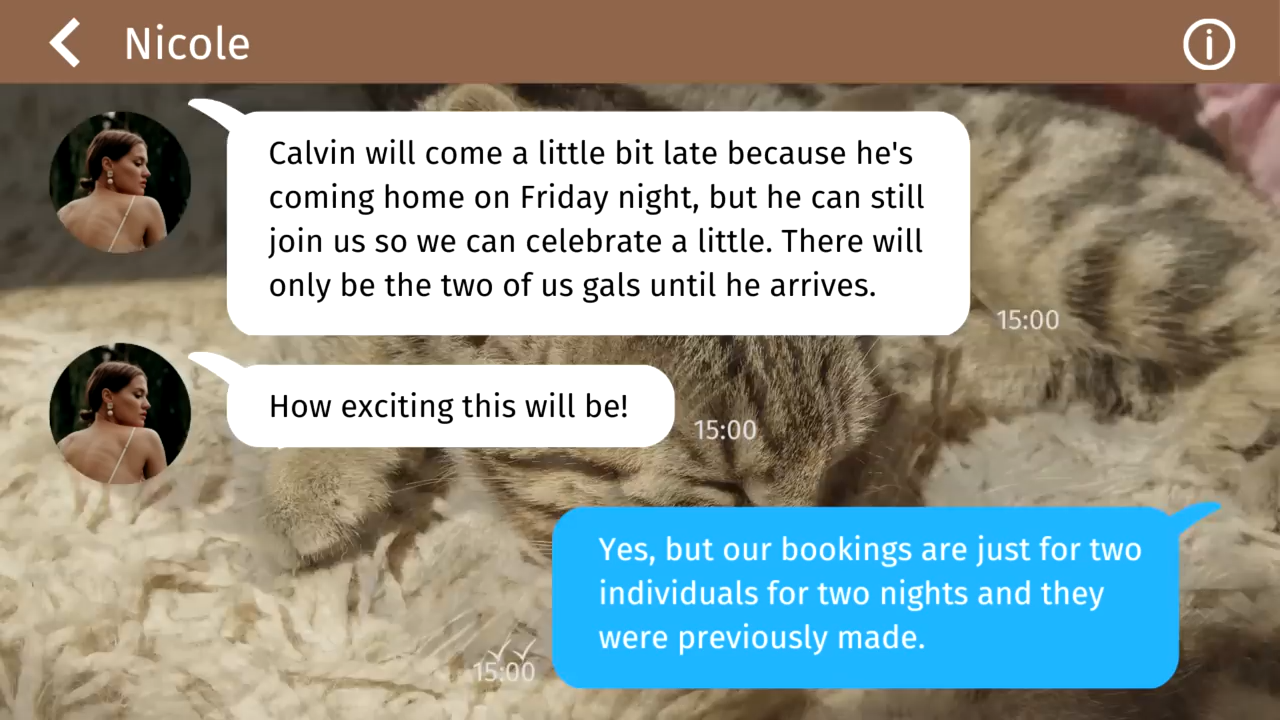 Nicole
Calvin will come a little bit late because he's
coming home on Friday night, but he can still
join us so we can celebrate a little. There will
only be the two of us gals until he arrives.
15:00
How exciting this will be!
15:00
Yes, but our bookings are just for two
individuals for two nights and they
were previously made.
15:00